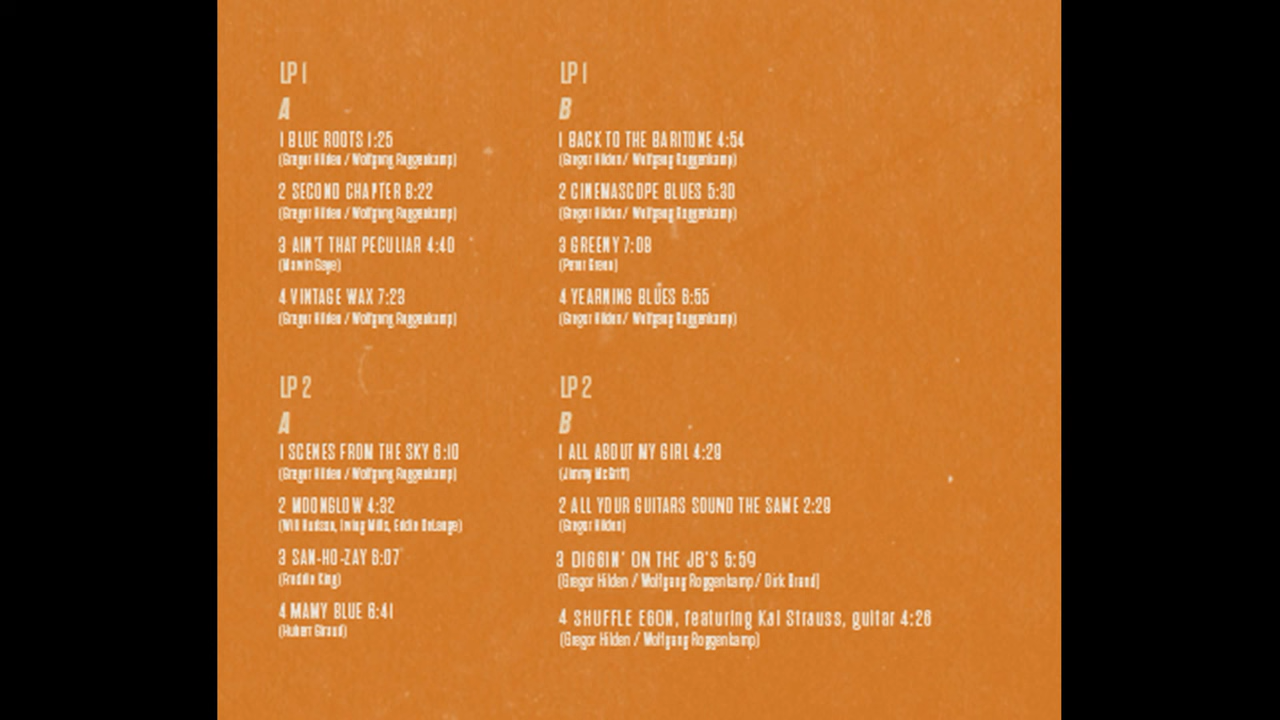 LP 1
A
1 BLUE ROOTS 1:25
(Gregor Hilden / Wolfgang Roggenkamp)
2 SECOND CHAPTER 8:22
(Gregor Hilden / Wolfgang Roggenkamp)
3 AIN'T THAT PECULIAR 4:40
(Marvin Gaye)
4 VINTAGE WAX 7:23
(Gregor Hilden / Wolfgang Roggenkamp)
LP 1
B
1 BACK TO THE BARITONE 4:54
(Gregor Hilden / Wolfgang Roggenkamp)
2 CINEMASCOPE BLUES 5:30
(Gregor Hilden / Wolfgang Roggenkamp)
3 GREENY 7:08
(Peter Green)
4 YEARNING BLUES 6:55
(Gregor Hilden / Wolfgang Roggenkamp)
LP 2
A
1 SCENES FROM THE SKY 6:10
(Gregor Hilden / Wolfgang Roggenkamp)
2 MOONGLOW 4:32
(Will Hudson, Irving Mills, Eddie DeLange)
3 SAN-HO-ZAY 6:07
(Freddie King)
4 MAMY BLUE 6:41
(Hubert Giraud)
LP 2
B
1 ALL ABOUT MY GIRL 4:29
(Jimmy McGriff)
2 ALL YOUR GUITARS SOUND THE SAME 2:29
(Gregor Hilden)
3 DIGGIN' ON THE JB'S 5:59
(Gregor Hilden / Wolfgang Roggenkamp / Dirk Brand)
4 SHUFFLE EGON, featuring Kai Strauss, guitar 4:26
(Gregor Hilden / Wolfgang Roggenkamp)